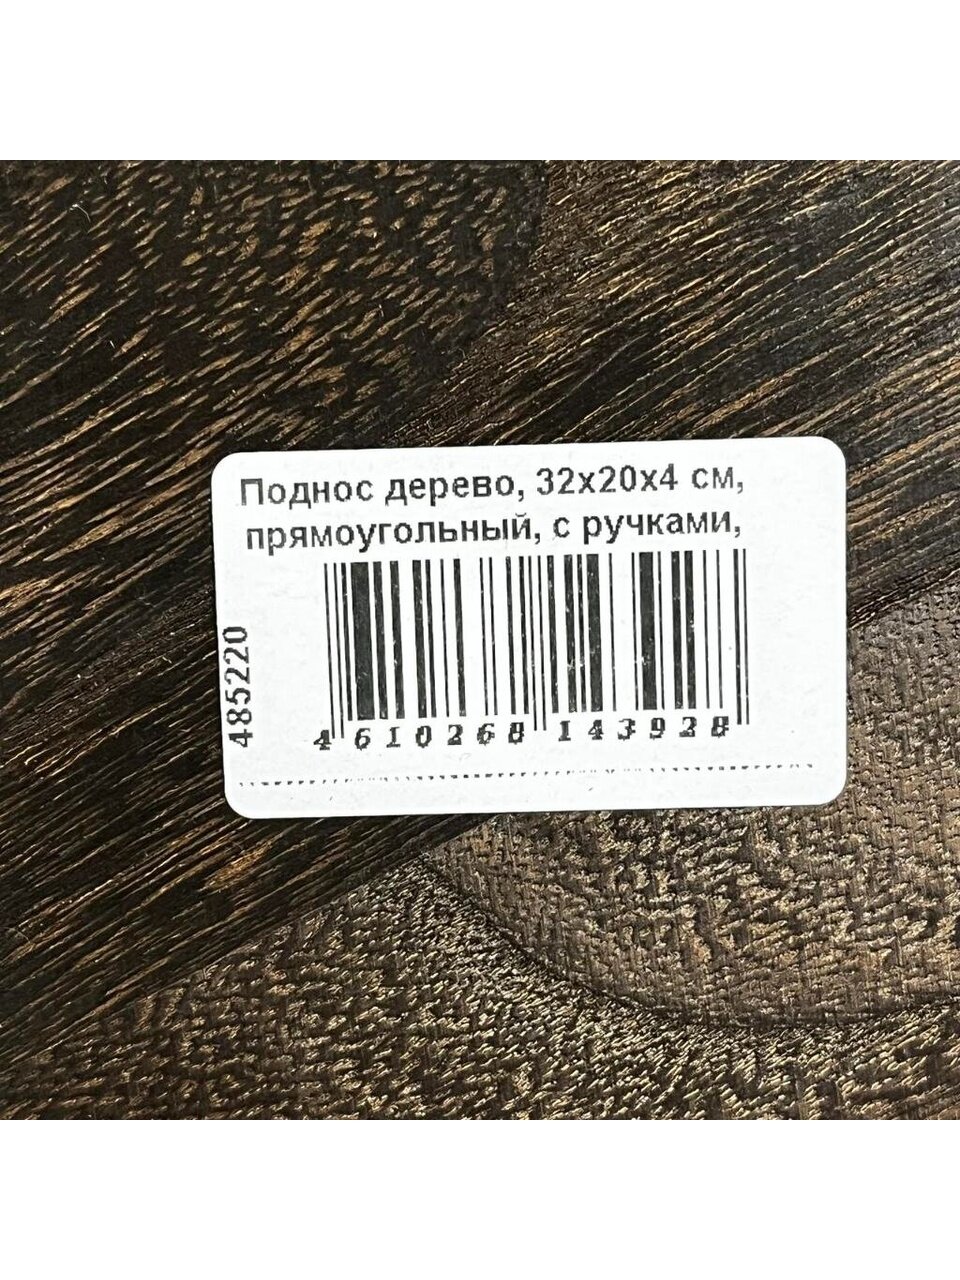 Поднос дерево, 32х20х4 см,
прямоугольный, с ручками,
485220
4 610268 143928